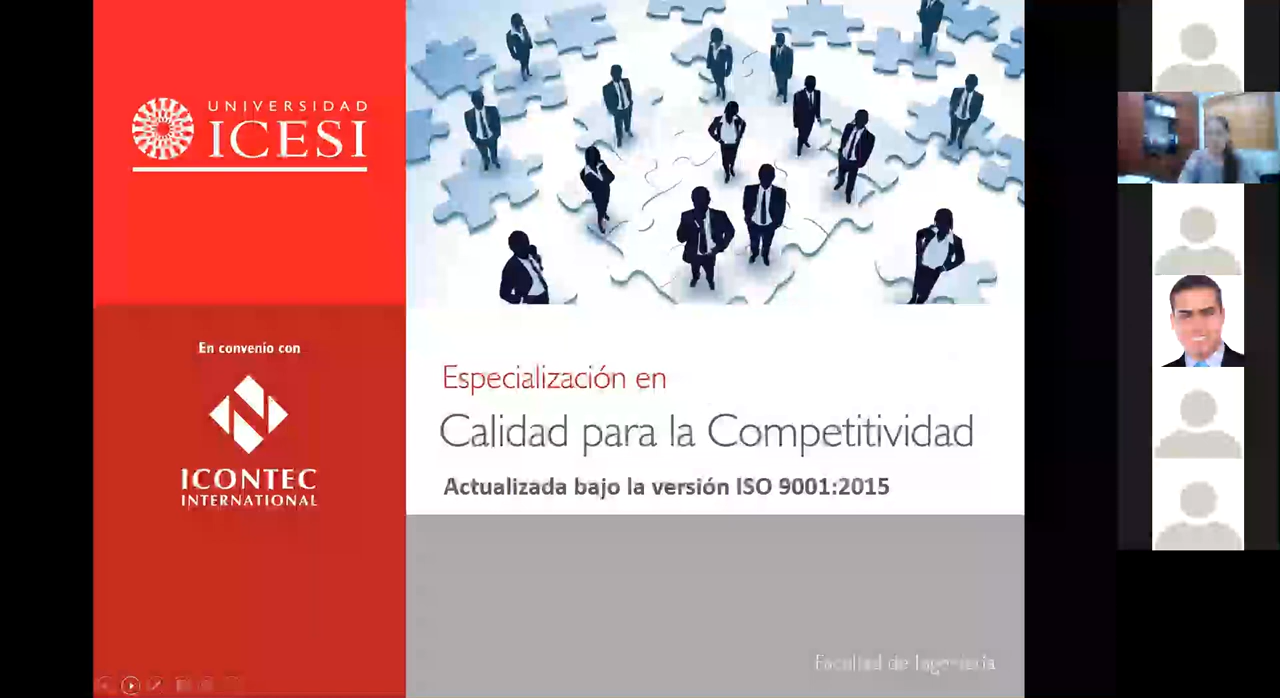 UNIVERSIDAD
ICESI
En convenio con
ICONTEC
INTERNATIONAL
Especialización en
Calidad para la Competitividad
Actualizada bajo la versión ISO 9001:2015
Facultad de Ingeniería